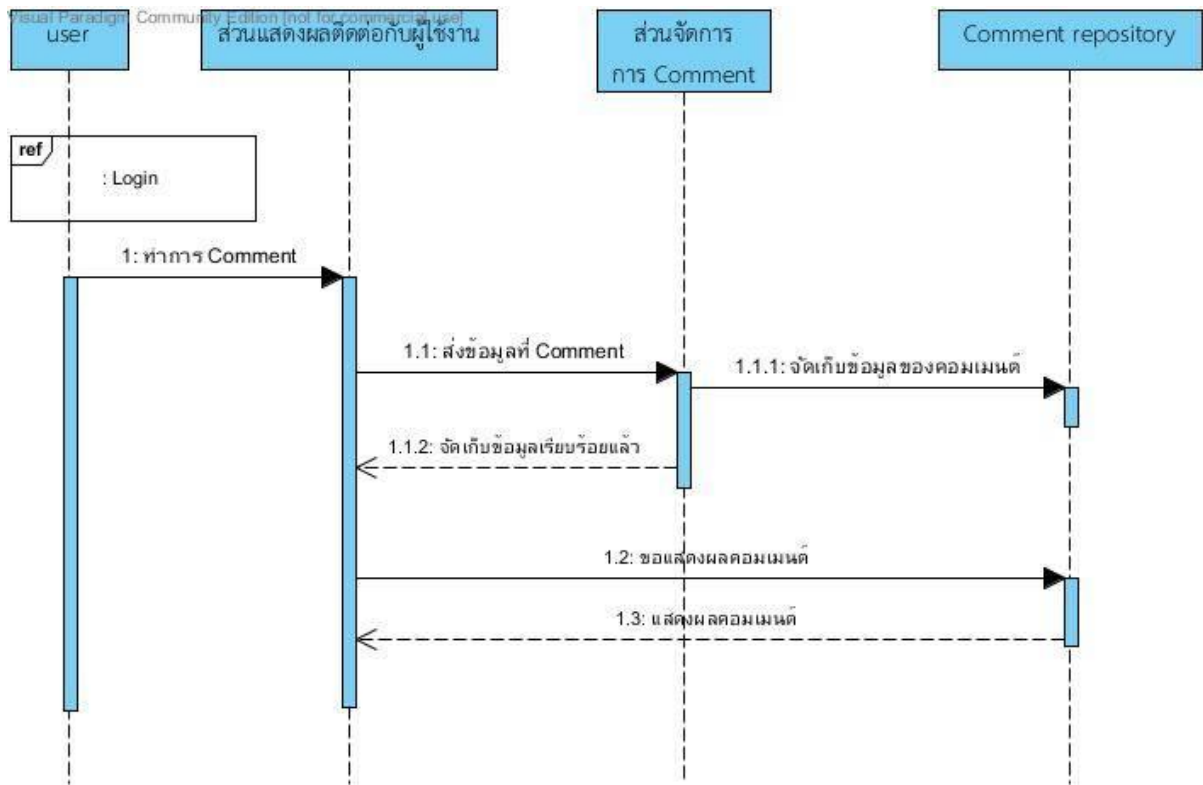 Visual Paradigm Community Edition [not for commercial use]
user
ส่วนแสดงผลติดต่อกับผู้ใช้งาน
ส่วนจัดการ
การ Comment
Comment repository
ref
: Login
1: ทำการ Comment
1.1: ส่งข้อมูลที่ Comment
1.1.1: จัดเก็บข้อมูลของคอมเมนต์
1.1.2: จัดเก็บข้อมูลเรียบร้อยแล้ว
1.2: ขอแสดงผลคอมเมนต์
1.3: แสดงผลคอมเมนต์